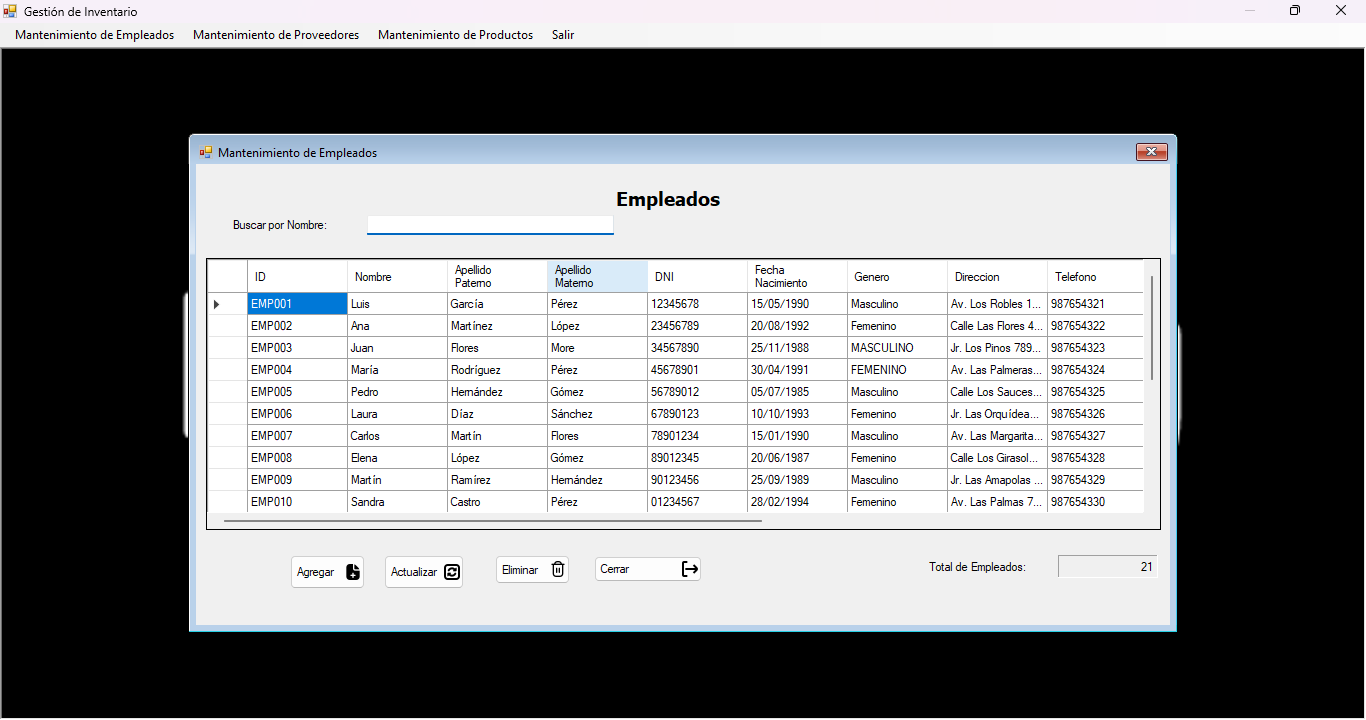 Gestión de Inventario
Mantenimiento de Empleados Mantenimiento de Proveedores Mantenimiento de Productos Salir
Mantenimiento de Empleados
Empleados
Buscar por Nombre:
ID Nombre Apellido Paterno Apellido Materno DNI Fecha Nacimiento Genero Direccion Telefono
EMP001 Luis García Pérez 12345678 15/05/1990 Masculino Av. Los Robles 1... 987654321
EMP002 Ana Martínez López 23456789 20/08/1992 Femenino Calle Las Flores 4... 987654322
EMP003 Juan Flores More 34567890 25/11/1988 MASCULINO Jr. Los Pinos 789... 987654323
EMP004 María Rodríguez Pérez 45678901 30/04/1991 FEMENINO Av. Las Palmeras... 987654324
EMP005 Pedro Hernández Gómez 56789012 05/07/1985 Masculino Calle Los Sauces... 987654325
EMP006 Laura Díaz Sánchez 67890123 10/10/1993 Femenino Jr. Las Orquídea... 987654326
EMP007 Carlos Martín Flores 78901234 15/01/1990 Masculino Av. Las Margarita... 987654327
EMP008 Elena López Gómez 89012345 20/06/1987 Femenino Calle Los Girasol... 987654328
EMP009 Martín Ramírez Hernández 90123456 25/09/1989 Masculino Jr. Las Amapolas ... 987654329
EMP010 Sandra Castro Pérez 01234567 28/02/1994 Femenino Av. Las Palmas 7... 987654330
Agregar Actualizar Eliminar Cerrar Total de Empleados: 21